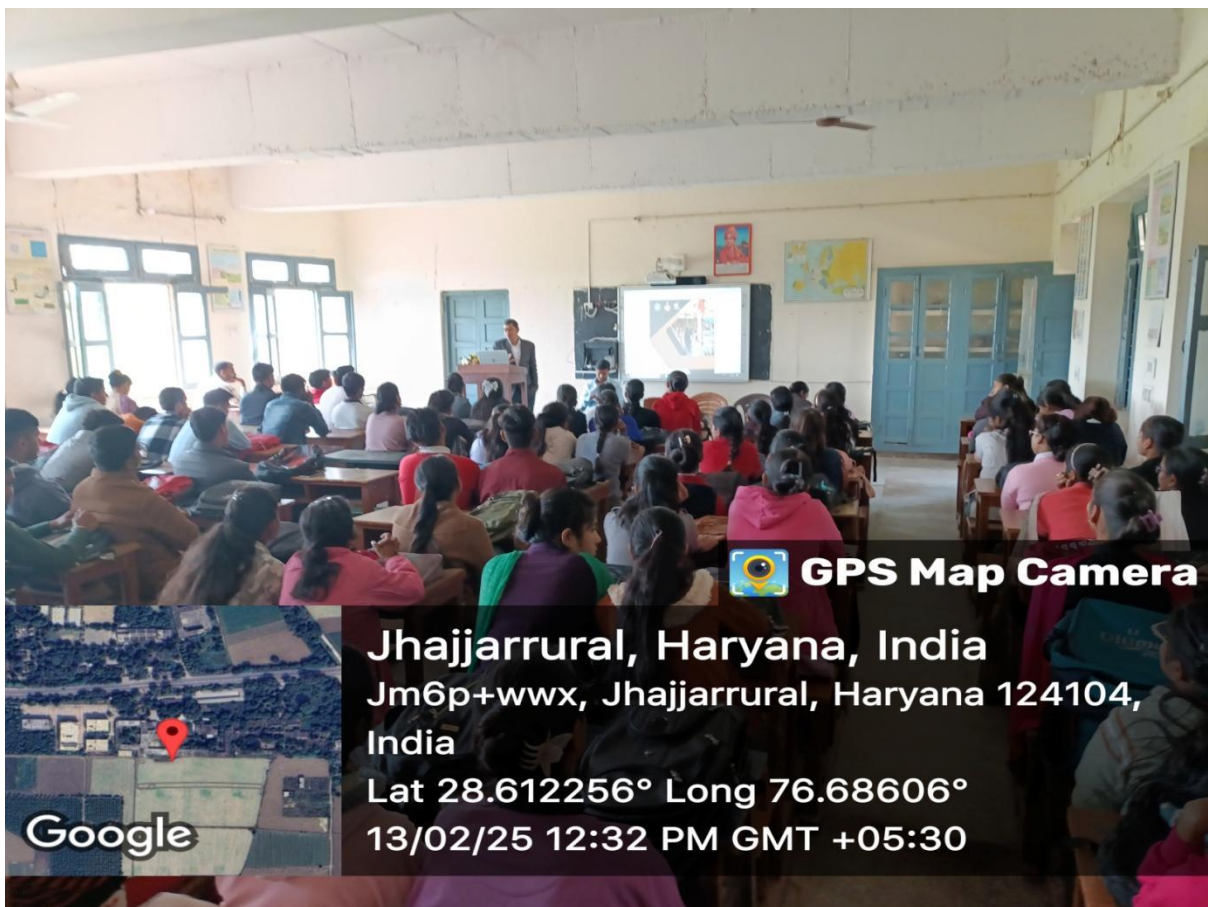 GPS Map Camera
Jhajjarrural, Haryana, India
Jm6p+wwx, Jhajjarrural, Haryana 124104,
India
Lat 28.612256° Long 76.68606°
13/02/25 12:32 PM GMT +05:30
Google